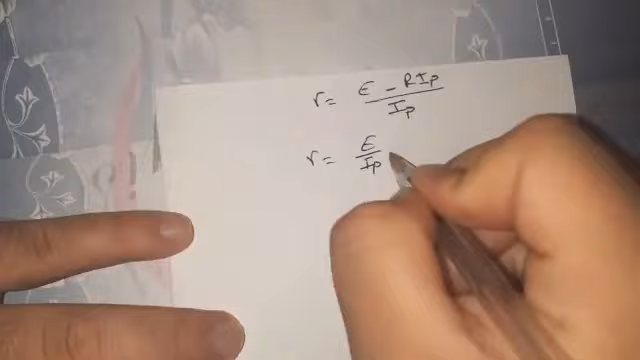 r = E - RIp / Ip
r = E / Ip